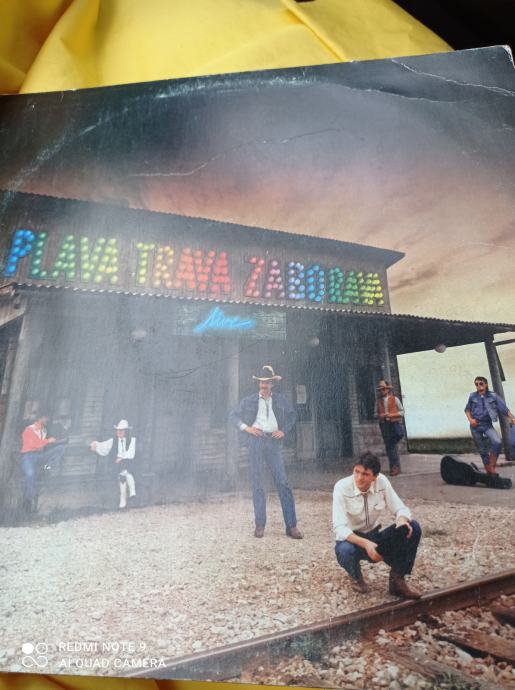 PLAVA TRAVA ZABORAVA
live
REDMI NOTE 9
AI QUAD CAMERA